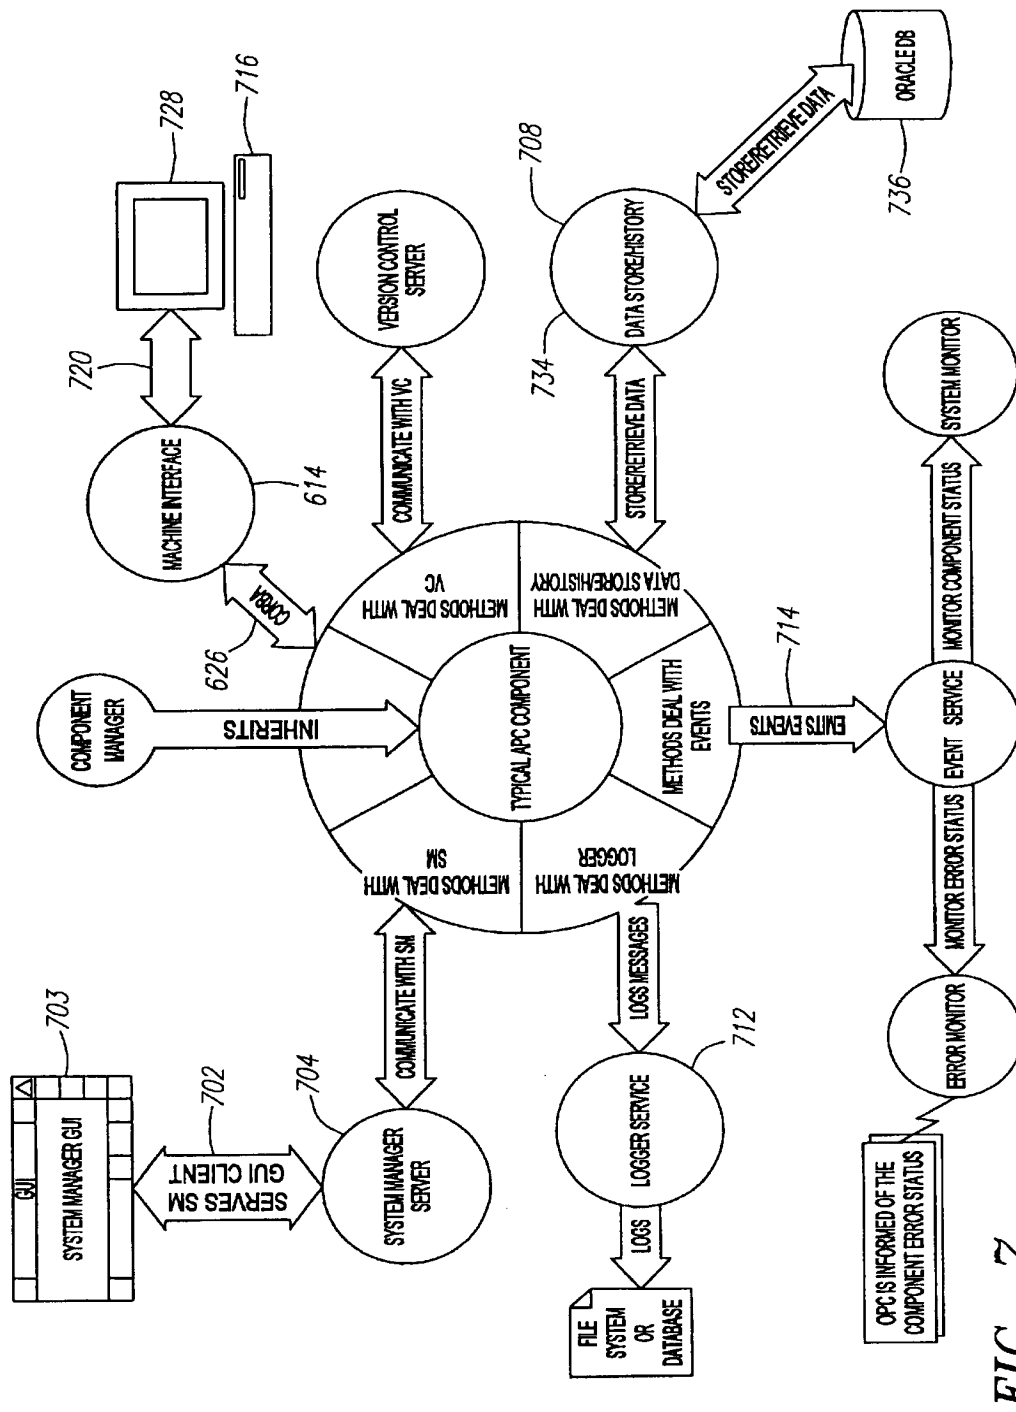 GUI
SYSTEM MANAGER GUI
703
SERVES SM
GUI CLIENT
702
SYSTEM MANAGER
SERVER
704
COMMUNICATE WITH SM
COMPONENT
MANAGER
INHERITS
MACHINE INTERFACE
614
CORBA
626
720
728
716
METHODS DEAL WITH
SM
METHODS DEAL WITH
VC
TYPICAL APC COMPONENT
METHODS DEAL WITH
LOGGER
METHODS DEAL WITH
EVENTS
METHODS DEAL WITH
DATA STORE/HISTORY
COMMUNICATE WITH VC
VERSION CONTROL
SERVER
STORE/RETRIEVE DATA
DATA STORE/HISTORY
734
708
STORE/RETRIEVE DATA
ORACLE DB
736
LOGS MESSAGES
LOGGER SERVICE
712
LOGS
FILE
SYSTEM
OR
DATABASE
EMITS EVENTS
714
OPC IS INFORMED OF THE
COMPONENT ERROR STATUS
ERROR MONITOR
MONITOR ERROR STATUS
EVENT SERVICE
MONITOR COMPONENT STATUS
SYSTEM MONITOR
FIG. 7